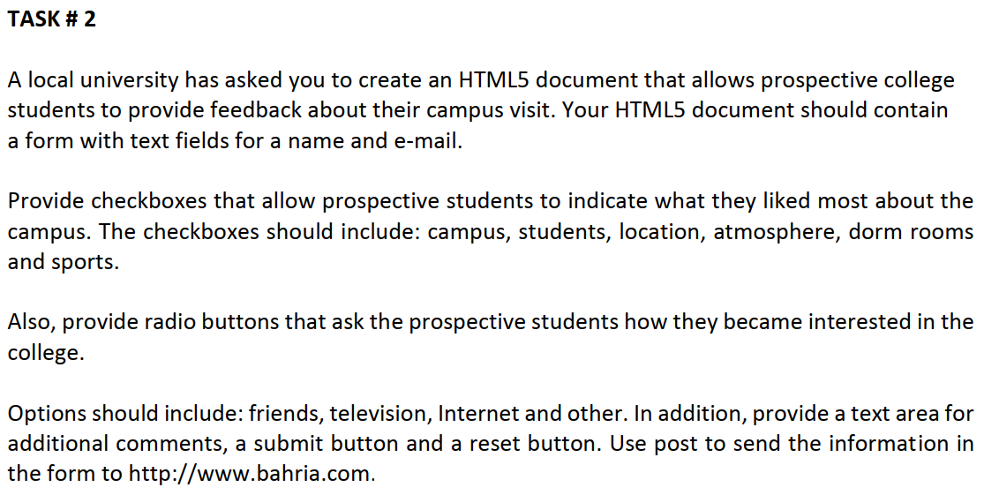 TASK # 2
A local university has asked you to create an HTML5 document that allows prospective college
students to provide feedback about their campus visit. Your HTML5 document should contain
a form with text fields for a name and e-mail.
Provide checkboxes that allow prospective students to indicate what they liked most about the
campus. The checkboxes should include: campus, students, location, atmosphere, dorm rooms
and sports.
Also, provide radio buttons that ask the prospective students how they became interested in the
college.
Options should include: friends, television, Internet and other. In addition, provide a text area for
additional comments, a submit button and a reset button. Use post to send the information in
the form to http://www.bahria.com.